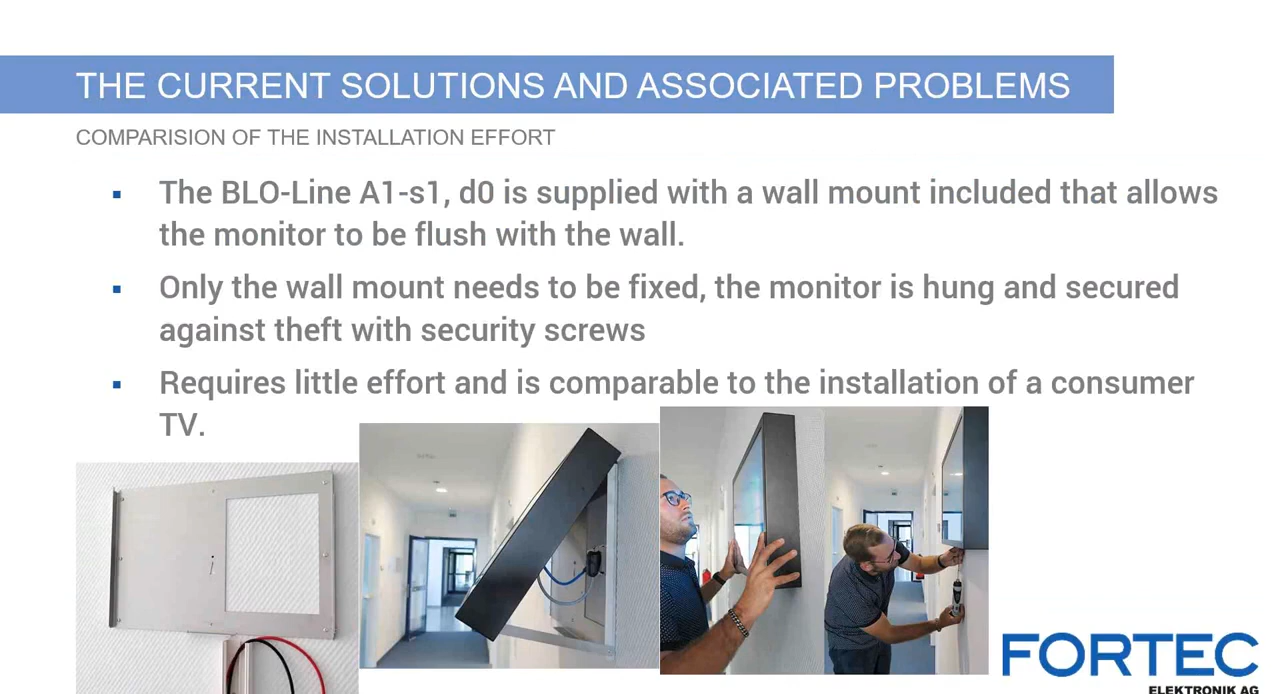 THE CURRENT SOLUTIONS AND ASSOCIATED PROBLEMS
COMPARISION OF THE INSTALLATION EFFORT
▪ The BLO-Line A1-s1, d0 is supplied with a wall mount included that allows
the monitor to be flush with the wall.
▪ Only the wall mount needs to be fixed, the monitor is hung and secured
against theft with security screws
▪ Requires little effort and is comparable to the installation of a consumer
TV.
FORTEC
ELEKTRONIK AG